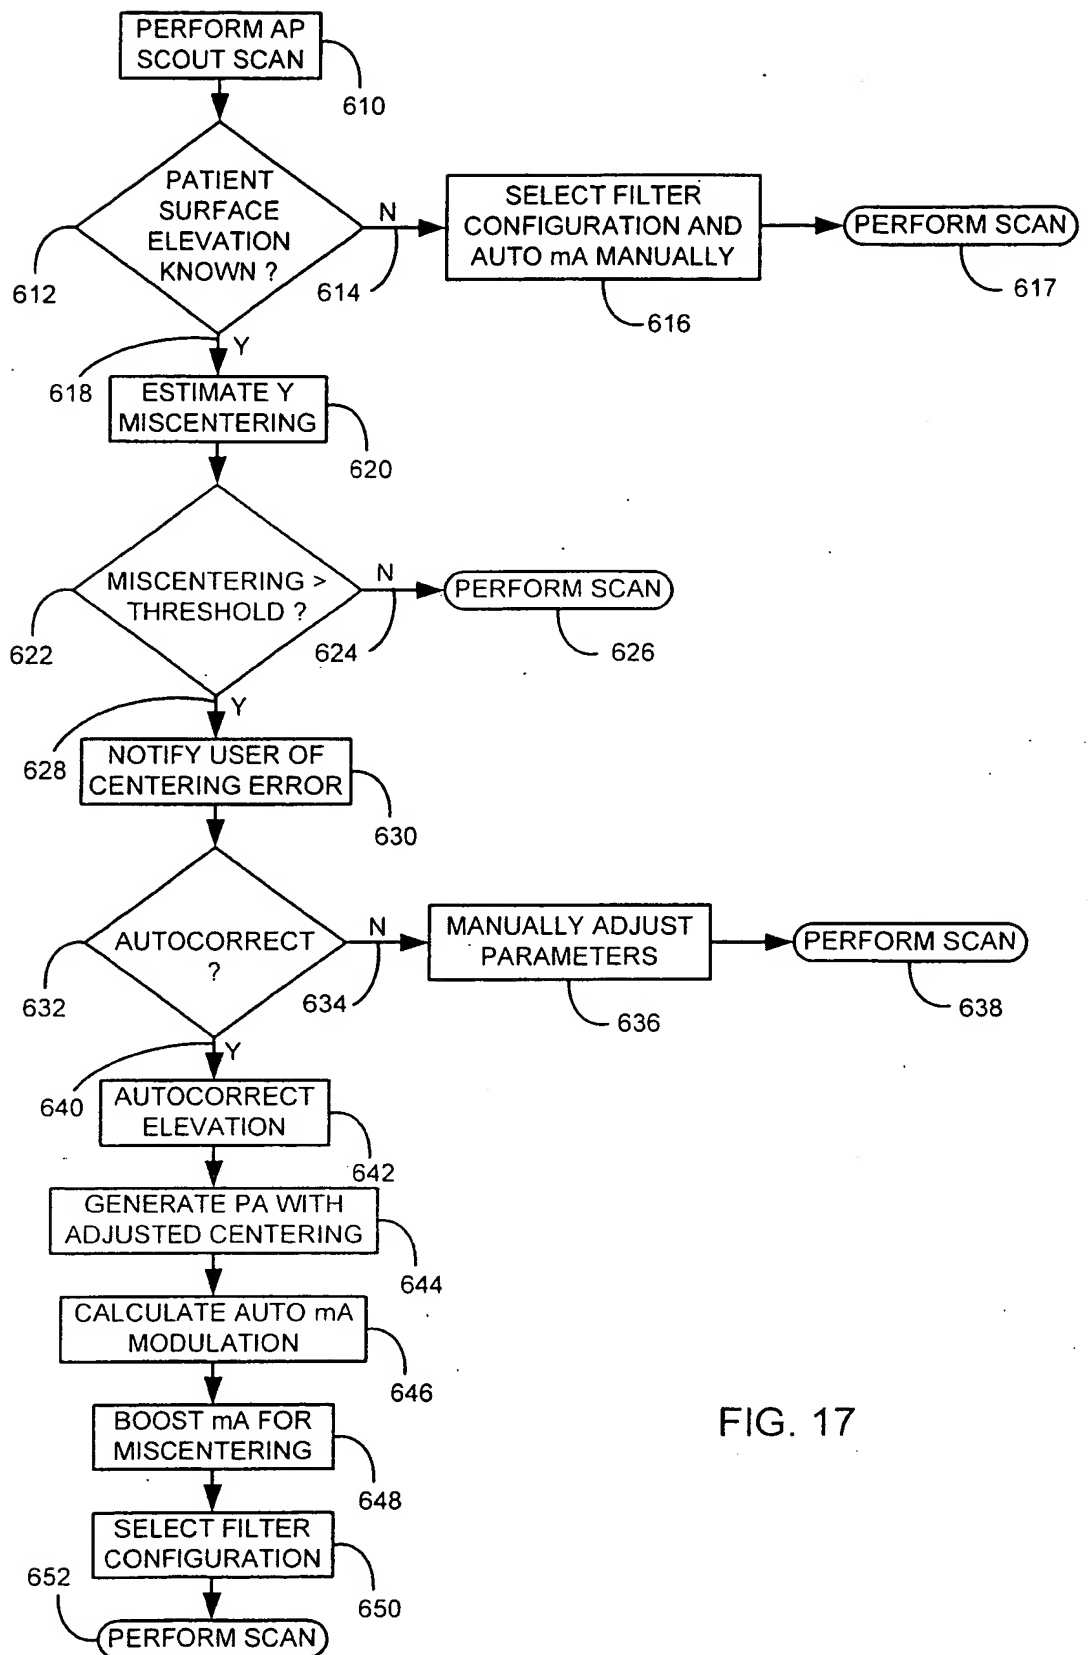 PERFORM AP
SCOUT SCAN
610
PATIENT
SURFACE
ELEVATION
KNOWN ?
612
N
614
SELECT FILTER
CONFIGURATION AND
AUTO mA MANUALLY
616
PERFORM SCAN
617
618
Y
ESTIMATE Y
MISCENTERING
620
MISCENTERING >
THRESHOLD ?
622
N
624
PERFORM SCAN
626
628
Y
NOTIFY USER OF
CENTERING ERROR
630
AUTOCORRECT
?
632
N
634
MANUALLY ADJUST
PARAMETERS
636
PERFORM SCAN
638
640
Y
AUTOCORRECT
ELEVATION
642
GENERATE PA WITH
ADJUSTED CENTERING
644
CALCULATE AUTO mA
MODULATION
646
BOOST mA FOR
MISCENTERING
648
SELECT FILTER
CONFIGURATION
650
652
PERFORM SCAN
FIG. 17